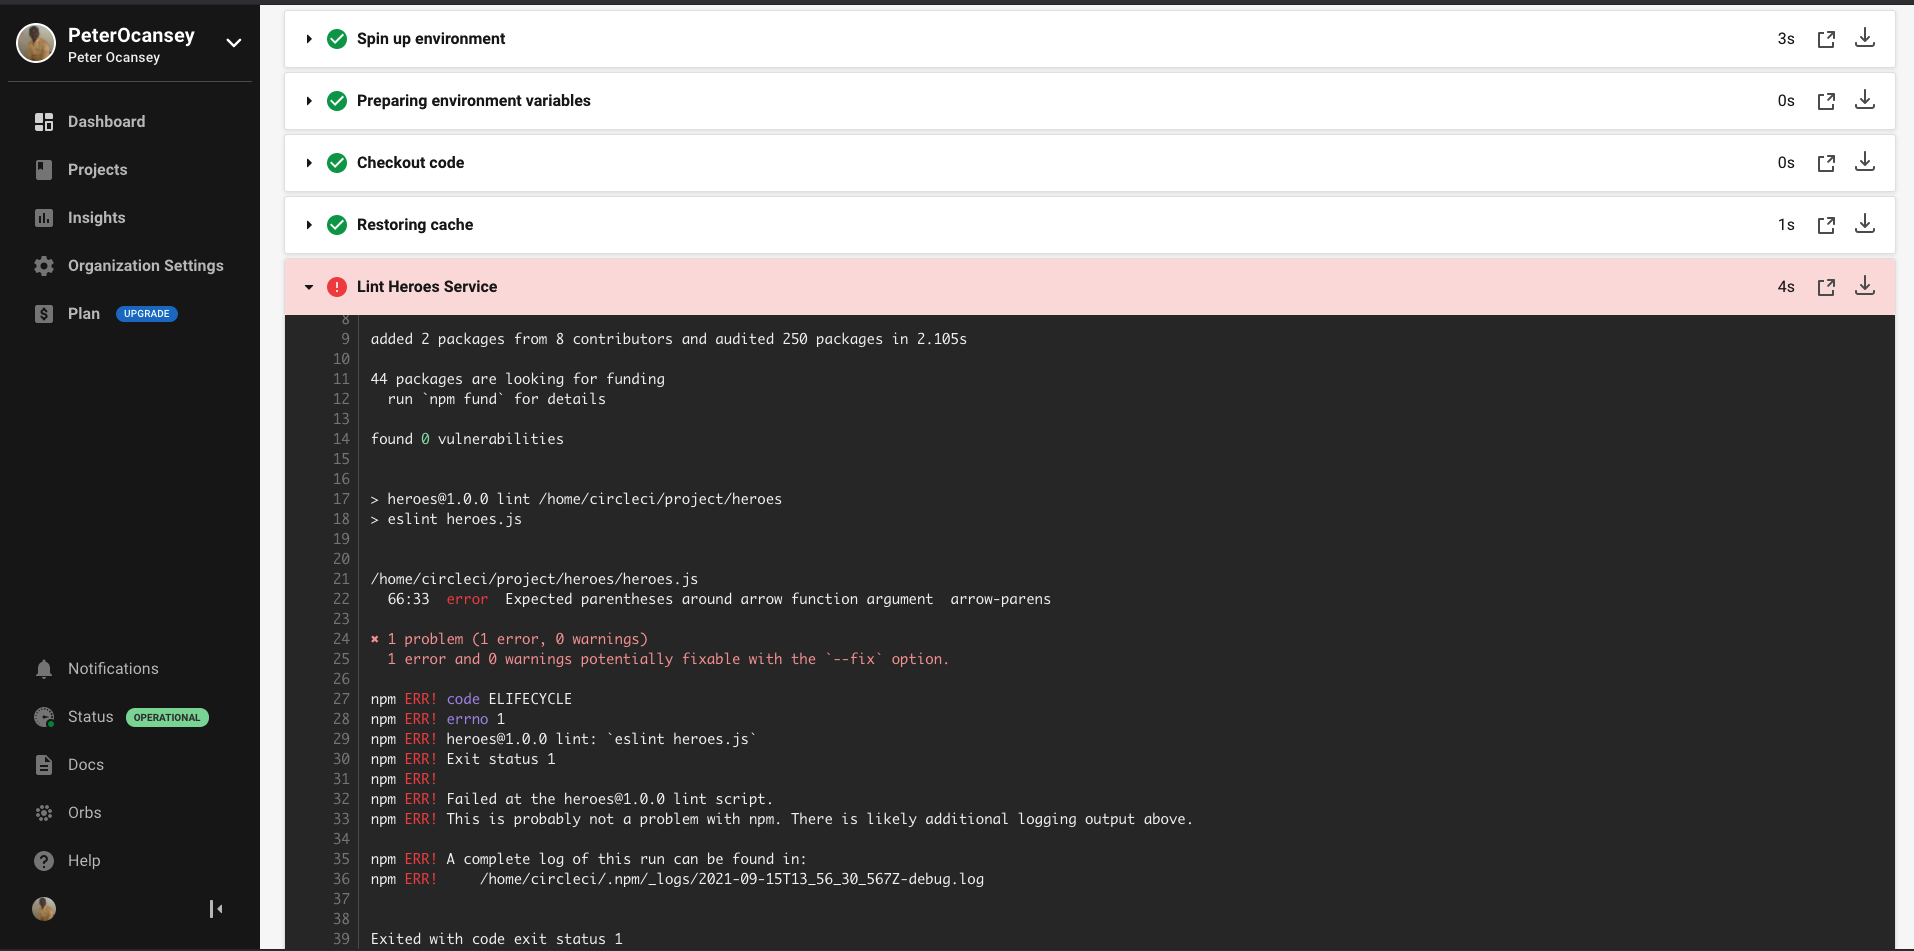 PeterOcansey
Peter Ocansey
Dashboard
Projects
Insights
Organization Settings
Plan UPGRADE
Notifications
Status OPERATIONAL
Docs
Orbs
Help
Spin up environment 3s
Preparing environment variables 0s
Checkout code 0s
Restoring cache 1s
Lint Heroes Service 4s
8
9 added 2 packages from 8 contributors and audited 250 packages in 2.105s
10
11 44 packages are looking for funding
12   run `npm fund` for details
13
14 found 0 vulnerabilities
15
16
17 > heroes@1.0.0 lint /home/circleci/project/heroes
18 > eslint heroes.js
19
20
21 /home/circleci/project/heroes/heroes.js
22   66:33  error  Expected parentheses around arrow function argument  arrow-parens
23
24 ✖ 1 problem (1 error, 0 warnings)
25   1 error and 0 warnings potentially fixable with the `--fix` option.
26
27 npm ERR! code ELIFECYCLE
28 npm ERR! errno 1
29 npm ERR! heroes@1.0.0 lint: `eslint heroes.js`
30 npm ERR! Exit status 1
31 npm ERR!
32 npm ERR! Failed at the heroes@1.0.0 lint script.
33 npm ERR! This is probably not a problem with npm. There is likely additional logging output above.
34
35 npm ERR! A complete log of this run can be found in:
36 npm ERR!     /home/circleci/.npm/_logs/2021-09-15T13_56_30_567Z-debug.log
37
38
39 Exited with code exit status 1